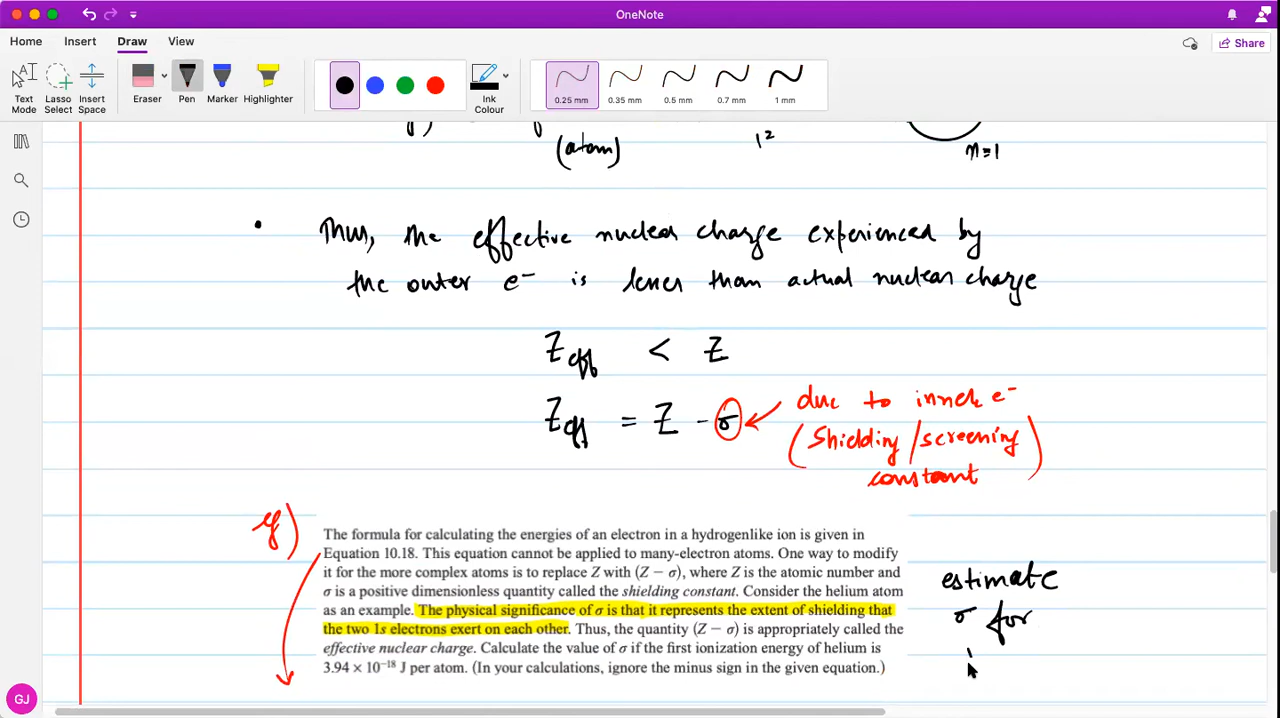 OneNote
Home Insert Draw View
Share
Text Mode
Lasso Select
Insert Space
Eraser
Pen
Marker
Highlighter
Ink Colour
0.25 mm
0.35 mm
0.5 mm
0.7 mm
1 mm
(atom)
1²
n=1
• Thus, the effective nuclear charge experienced by
the outer e⁻ is lesser than actual nuclear charge
Zeff < Z
Zeff = Z - σ
due to inner e⁻
(Shielding/screening
constant)
eg)
The formula for calculating the energies of an electron in a hydrogenlike ion is given in
Equation 10.18. This equation cannot be applied to many-electron atoms. One way to modify
it for the more complex atoms is to replace Z with (Z − σ), where Z is the atomic number and
σ is a positive dimensionless quantity called the shielding constant. Consider the helium atom
as an example. The physical significance of σ is that it represents the extent of shielding that
the two 1s electrons exert on each other. Thus, the quantity (Z − σ) is appropriately called the
effective nuclear charge. Calculate the value of σ if the first ionization energy of helium is
3.94 × 10⁻¹⁸ J per atom. (In your calculations, ignore the minus sign in the given equation.)
estimate
σ for
GJ